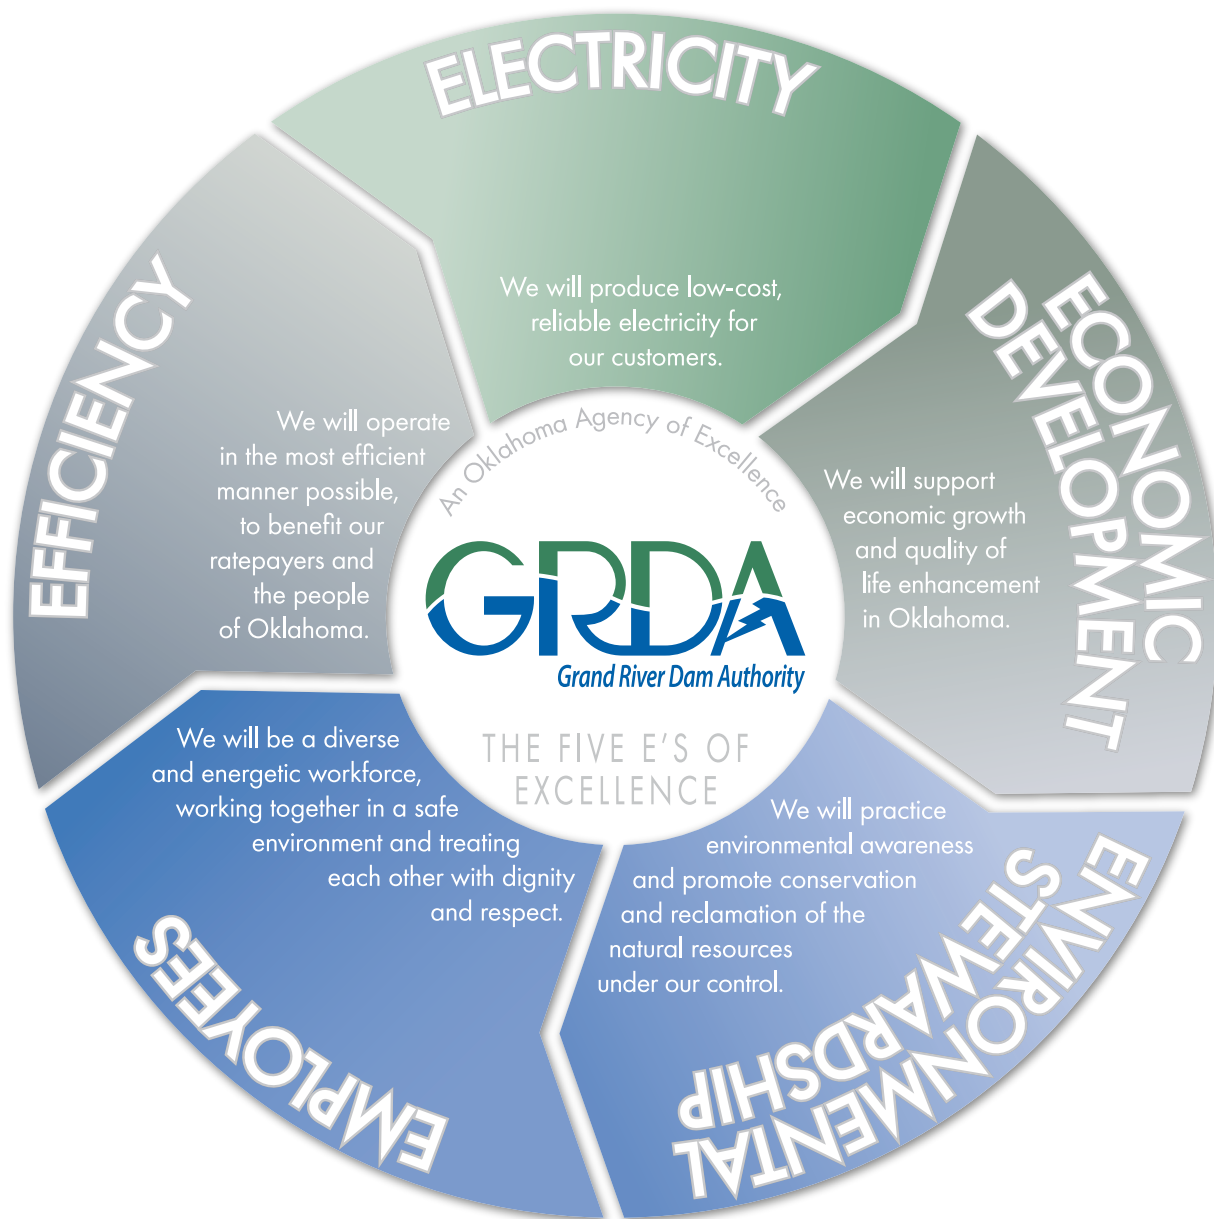 ELECTRICITY
We will produce low-cost,
reliable electricity for
our customers.
ECONOMIC
DEVELOPMENT
We will support
economic growth
and quality of
life enhancement
in Oklahoma.
ENVIRONMENTAL
STEWARDSHIP
We will practice
environmental awareness
and promote conservation
and reclamation of the
natural resources
under our control.
EMPLOYEES
We will be a diverse
and energetic workforce,
working together in a safe
environment and treating
each other with dignity
and respect.
EFFICIENCY
We will operate
in the most efficient
manner possible,
to benefit our
ratepayers and
the people
of Oklahoma.
An Oklahoma Agency of Excellence
GRDA
Grand River Dam Authority
THE FIVE E'S OF
EXCELLENCE